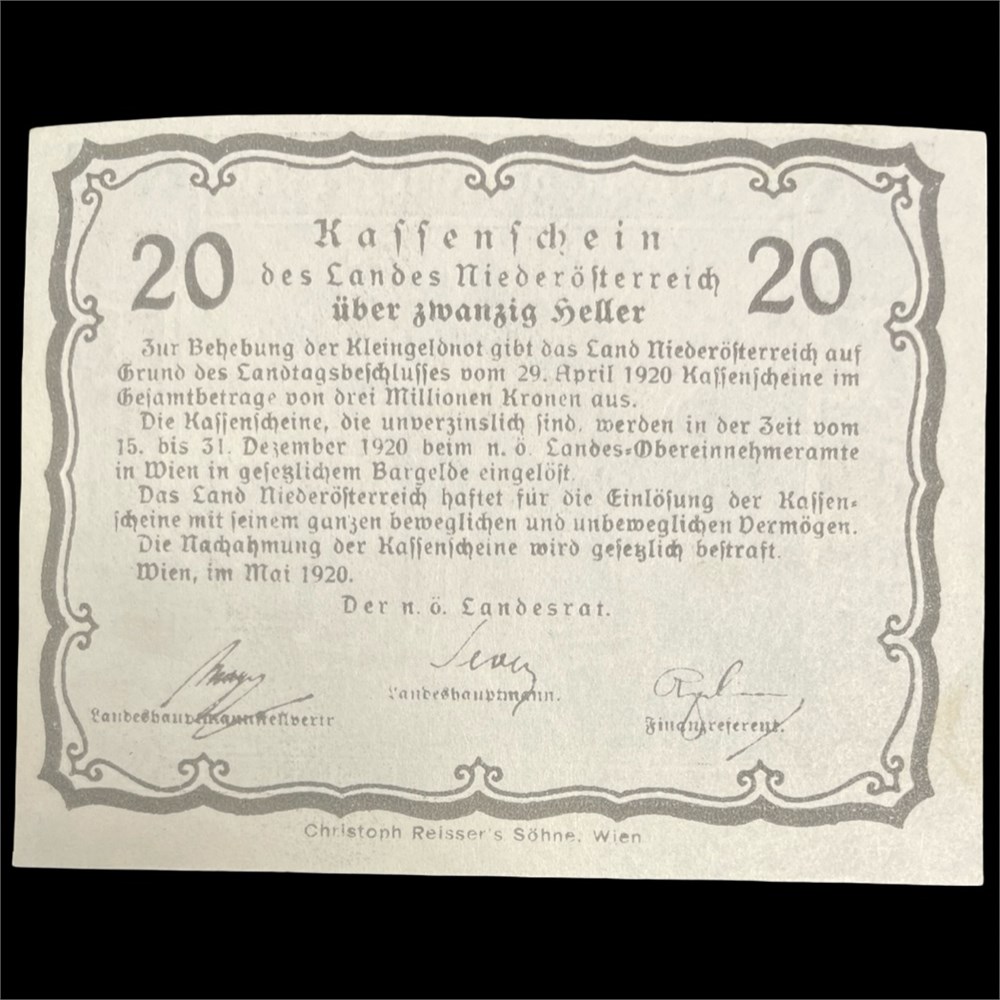 Kassenschein
20 des Landes Niederösterreich 20
über zwanzig Heller
Zur Behebung der Kleingeldnot gibt das Land Niederösterreich auf
Grund des Landtagsbeschlusses vom 29. April 1920 Kassenscheine im
Gesamtbetrage von drei Millionen Kronen aus.
Die Kassenscheine, die unverzinslich sind, werden in der Zeit vom
15. bis 31. Dezember 1920 beim n. ö. Landes-Obereinnehmeramte
in Wien in gesetzlichem Bargelde eingelöst.
Das Land Niederösterreich haftet für die Einlösung der Kassen-
scheine mit seinem ganzen beweglichen und unbeweglichen Vermögen.
Die Nachahmung der Kassenscheine wird gesetzlich bestraft.
Wien, im Mai 1920.
Der n. ö. Landesrat.
Landeshauptmann.
Landeshauptmannstellvertr
Finanzreferent.
Christoph Reisser's Söhne, Wien